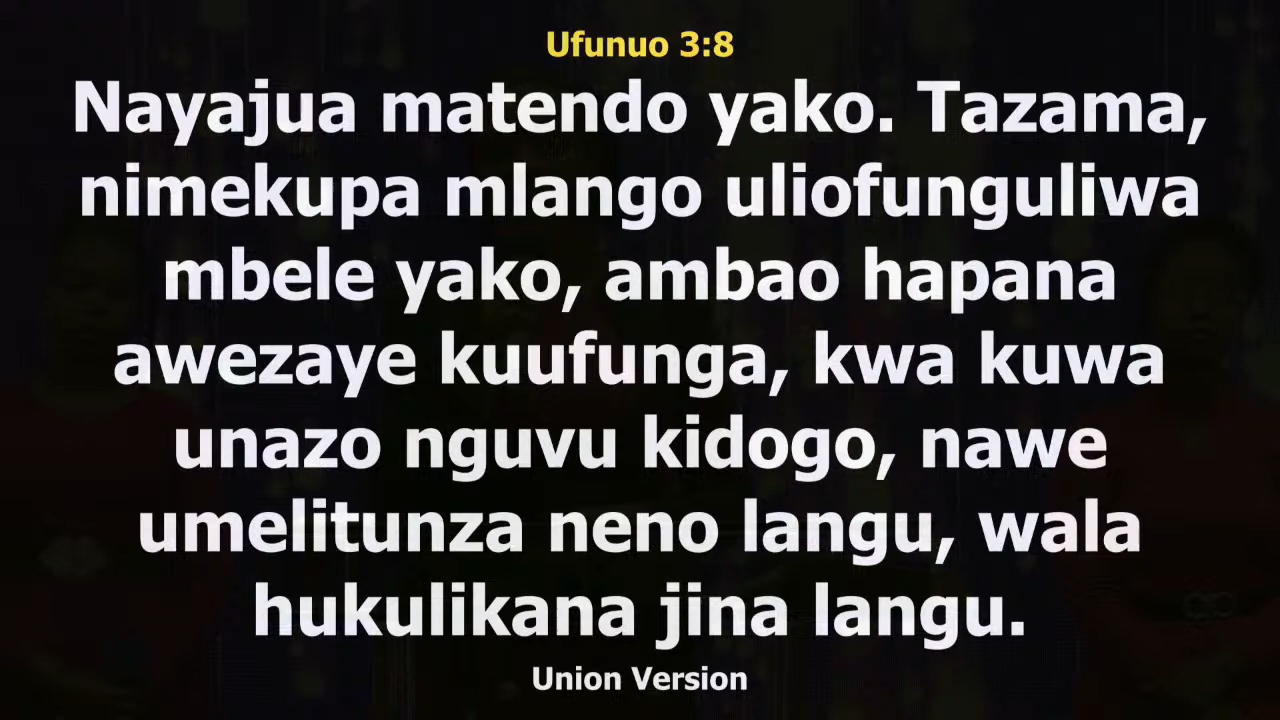 Ufunuo 3:8
Nayajua matendo yako. Tazama,
nimekupa mlango uliofunguliwa
mbele yako, ambao hapana
awezaye kuufunga, kwa kuwa
unazo nguvu kidogo, nawe
umelitunza neno langu, wala
hukulikana jina langu.
Union Version